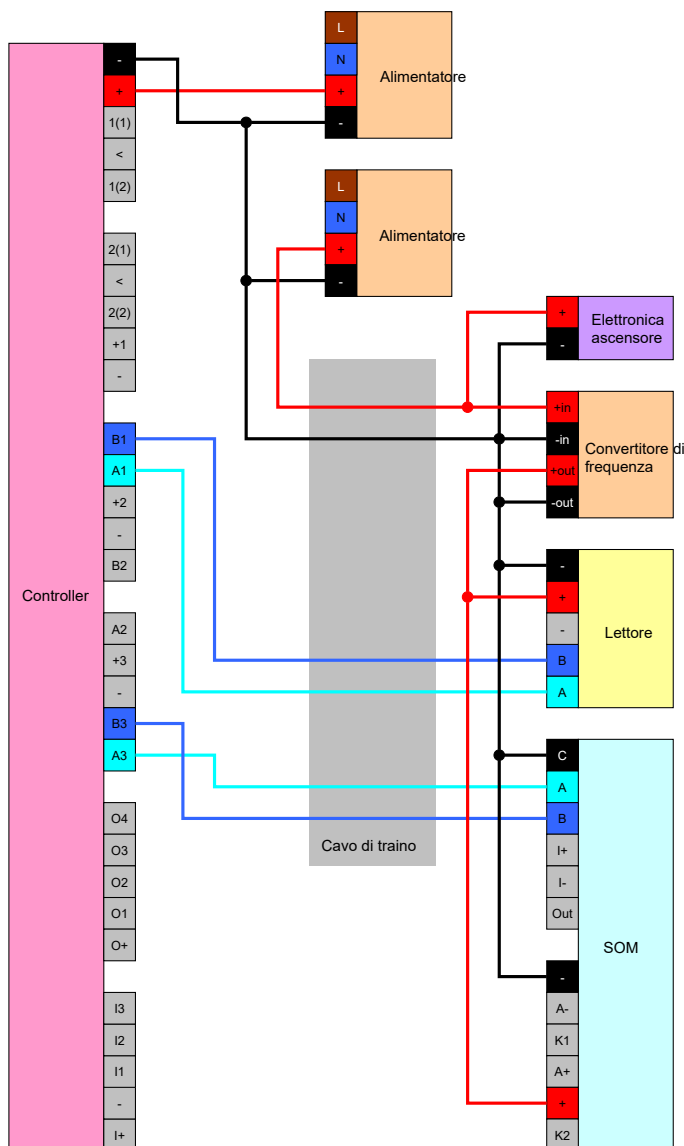 Controller
-
+
1(1)
<
1(2)
2(1)
<
2(2)
+1
-
B1
A1
+2
-
B2
A2
+3
-
B3
A3
O4
O3
O2
O1
O+
I3
I2
I1
-
I+
L
N
+
-
Alimentatore
L
N
+
-
Alimentatore
Cavo di traino
+
-
Elettronica
ascensore
+in
-in
+out
-out
Convertitore di
frequenza
-
+
-
B
A
Lettore
C
A
B
I+
I-
Out
-
A-
K1
A+
+
K2
SOM